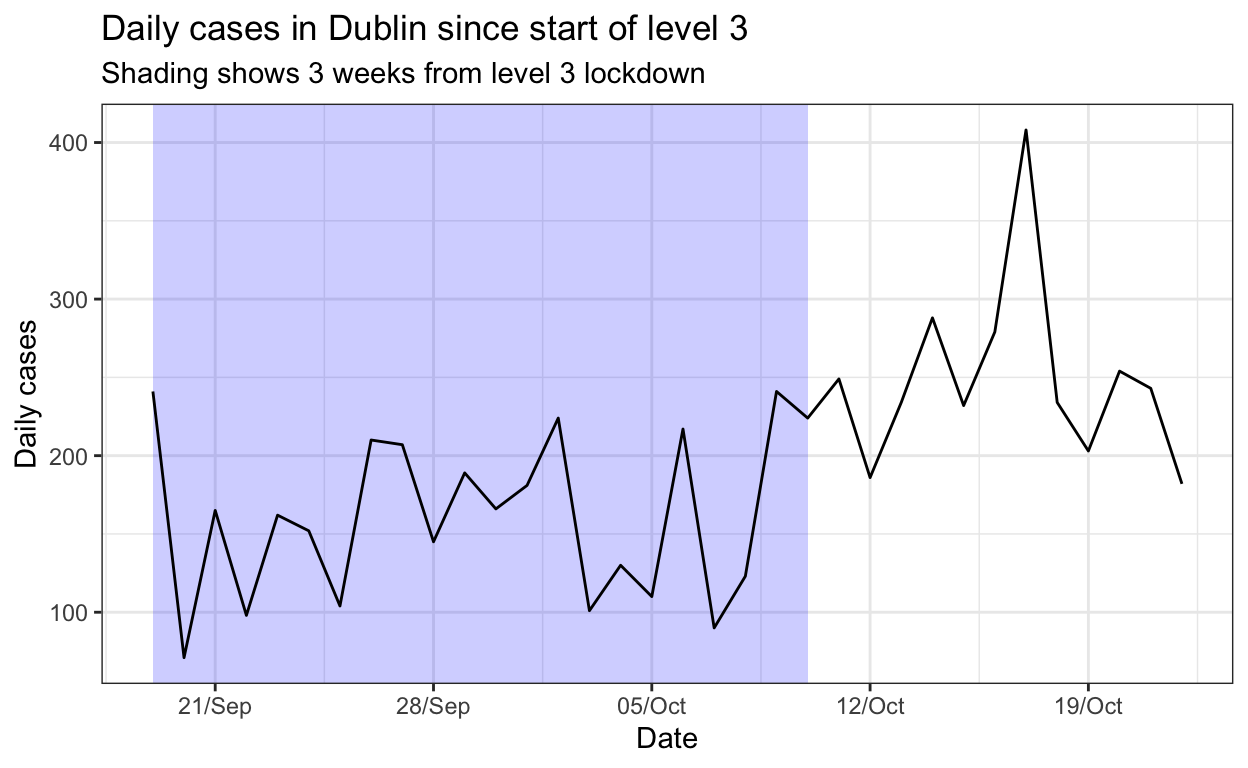 Daily cases in Dublin since start of level 3
Shading shows 3 weeks from level 3 lockdown
400
300
200
100
Daily cases
21/Sep 28/Sep 05/Oct 12/Oct 19/Oct
Date